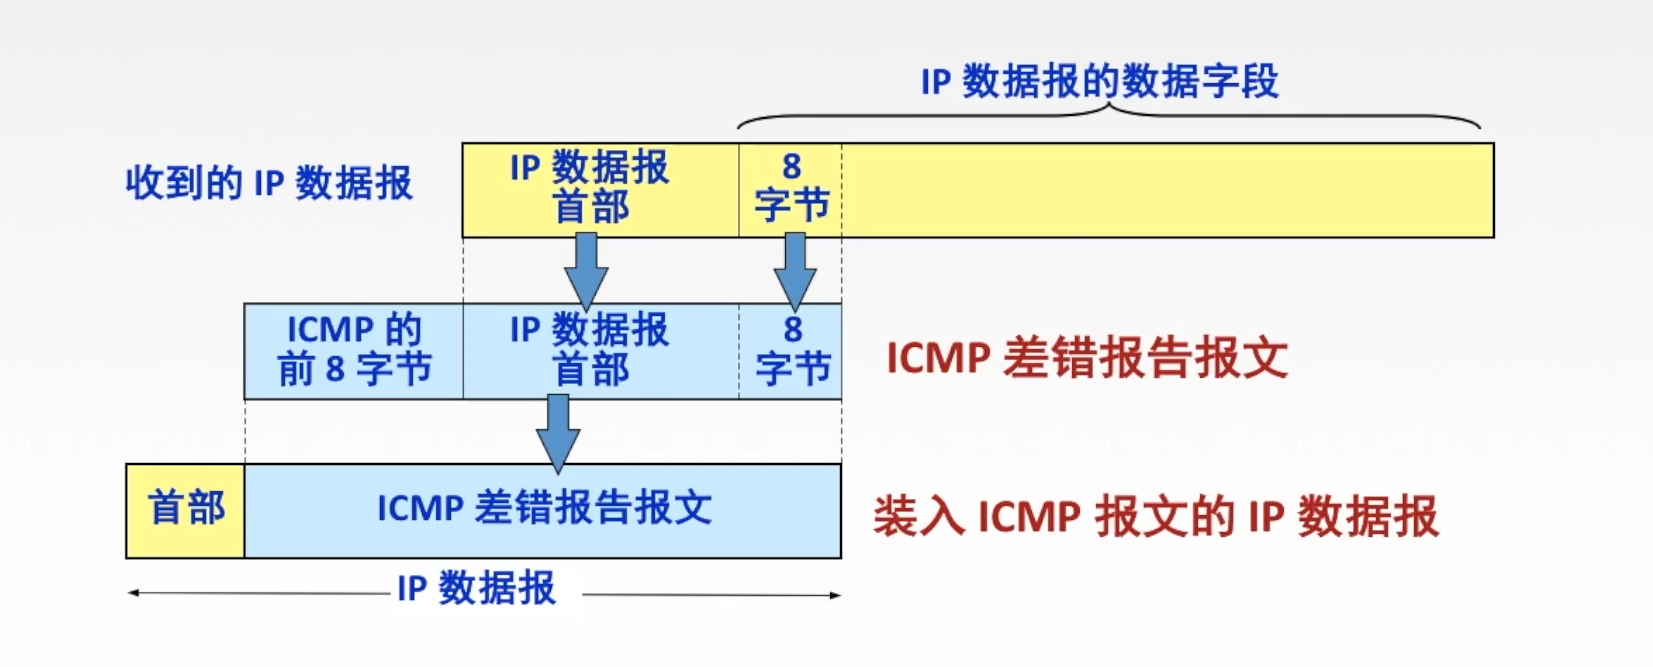 IP 数据报的数据字段
收到的 IP 数据报
IP 数据报
首部
8
字节
ICMP 的
前 8 字节
IP 数据报
首部
8
字节
ICMP 差错报告报文
首部
ICMP 差错报告报文
装入 ICMP 报文的 IP 数据报
IP 数据报